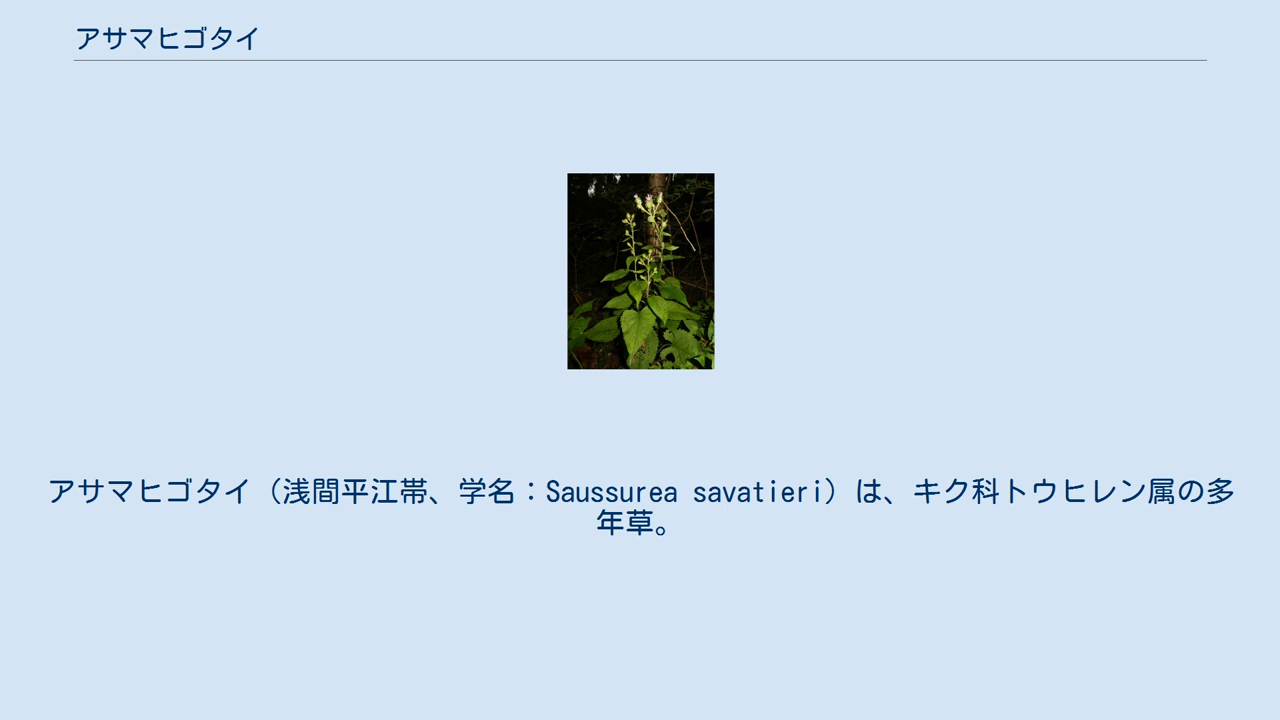 アサマヒゴタイ
アサマヒゴタイ（浅間平江帯、学名：Saussurea savatieri）は、キク科トウヒレン属の多
年草。